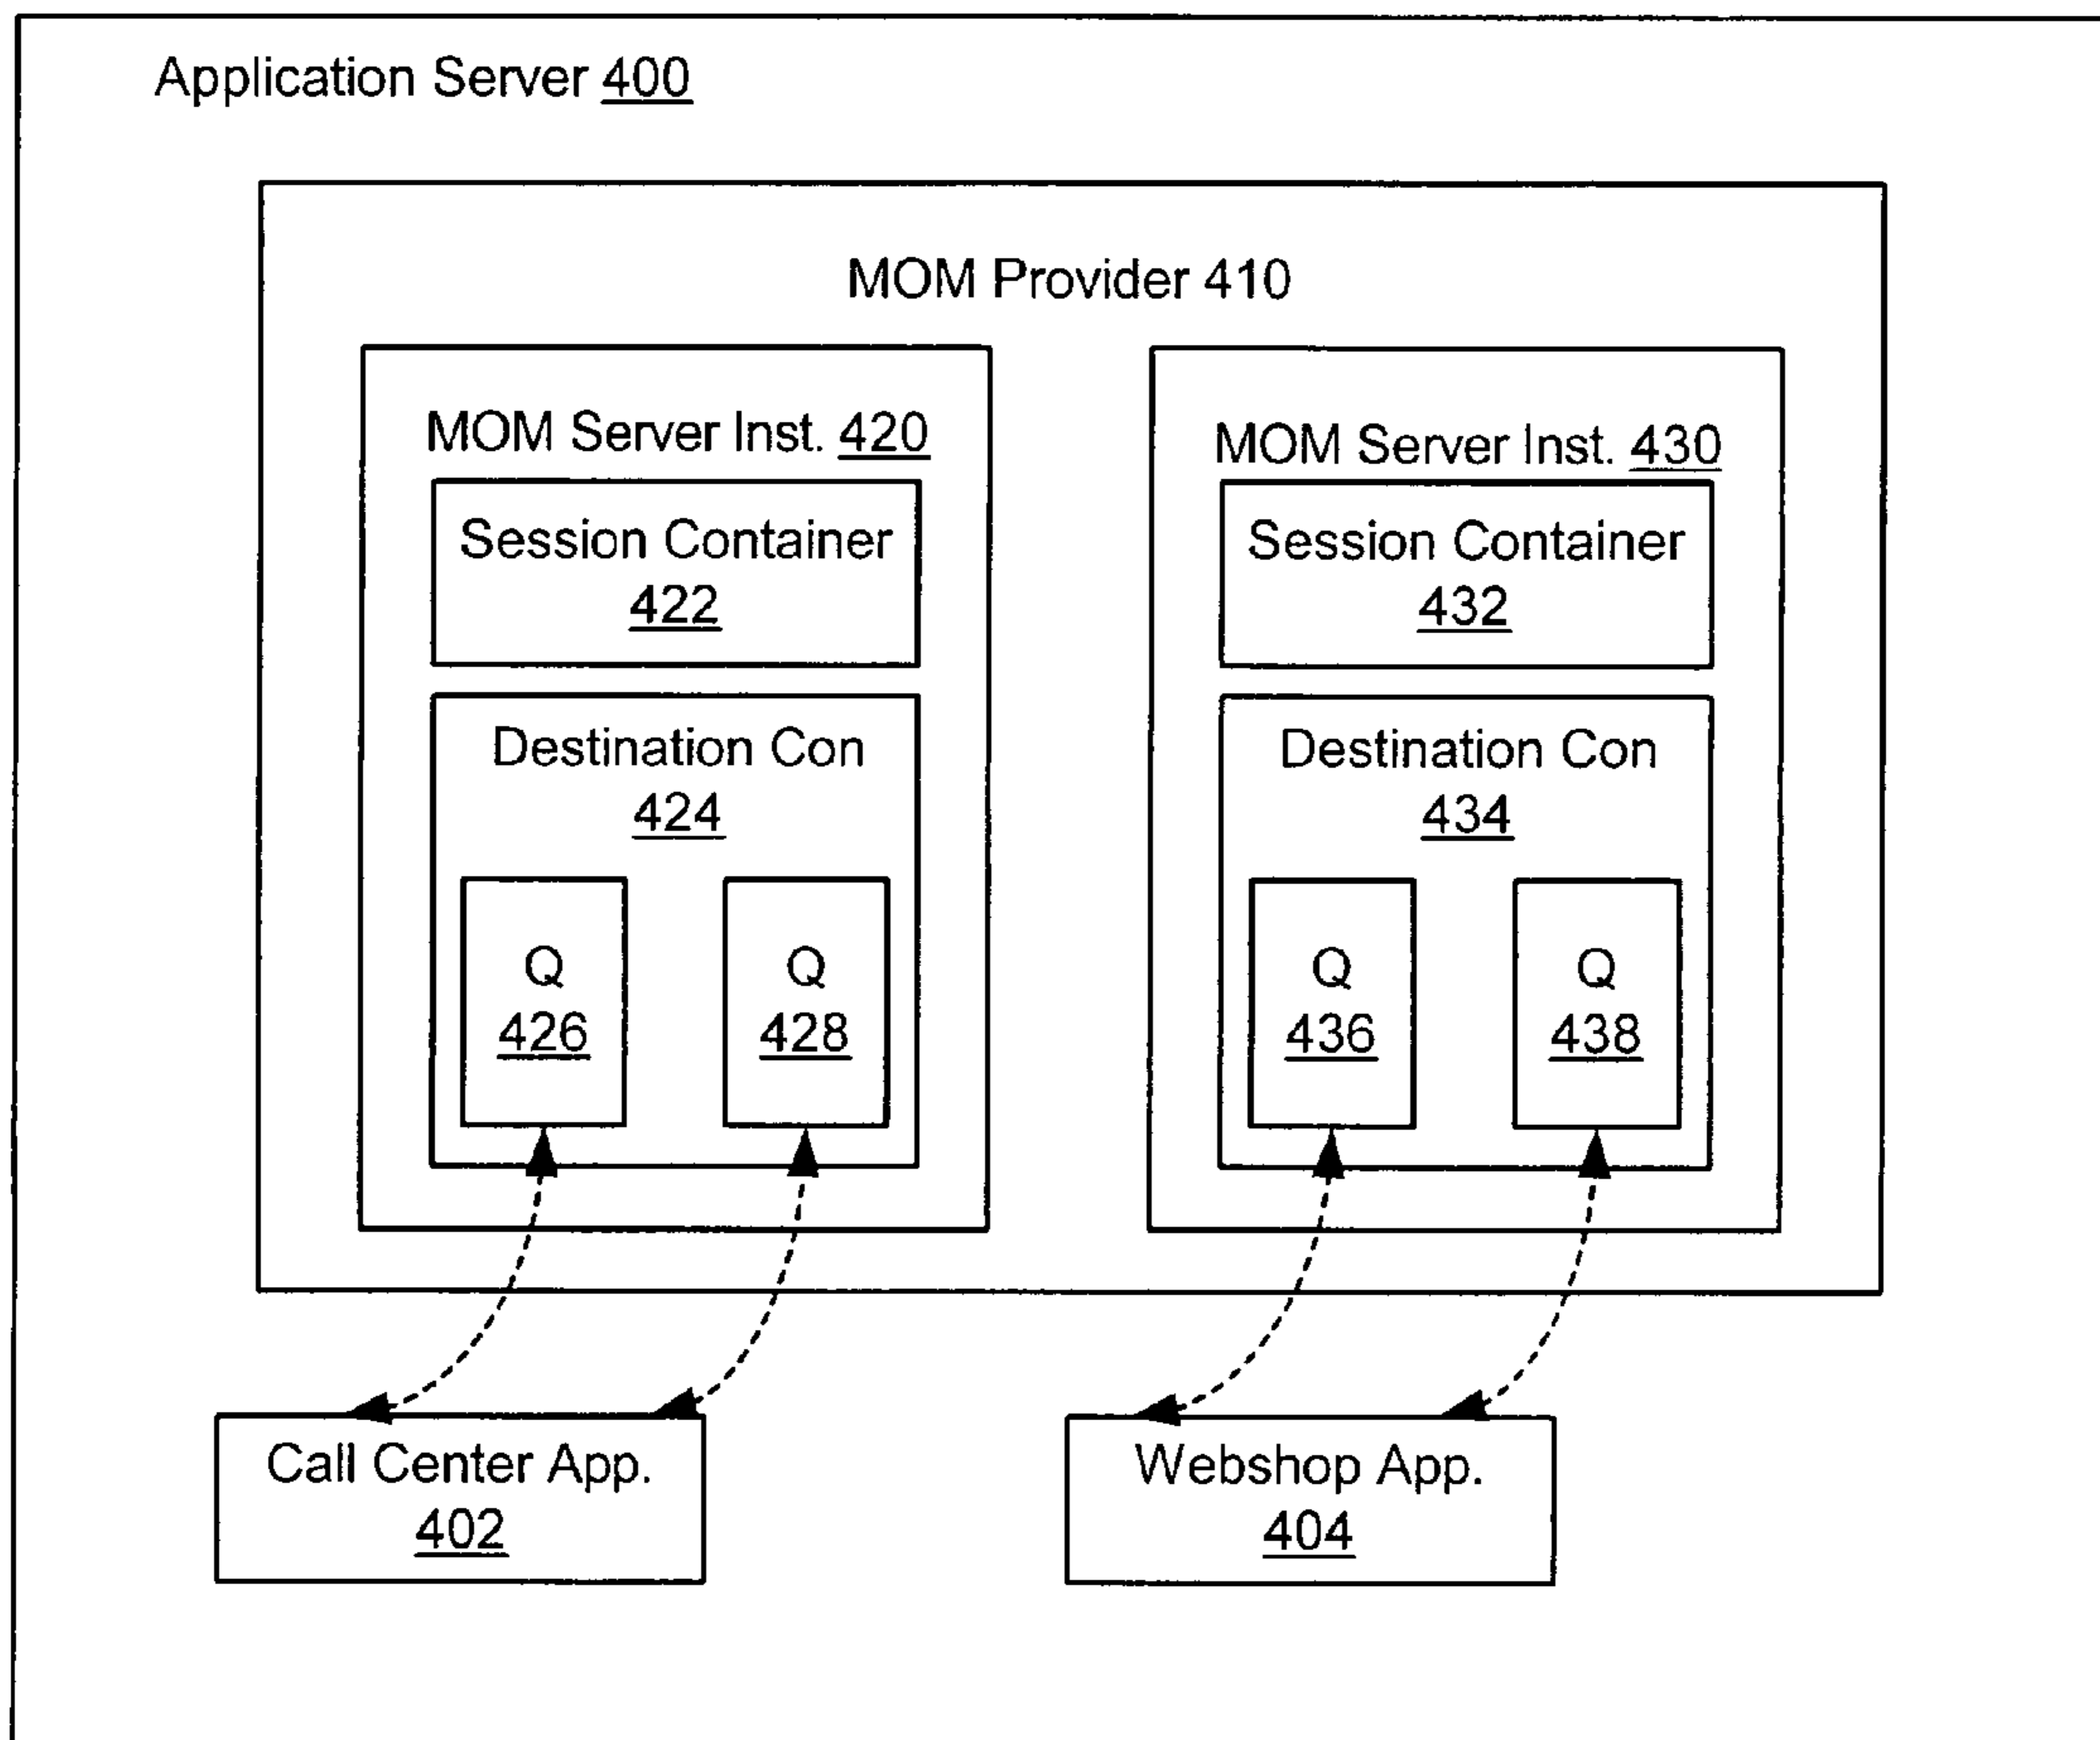 Application Server 400
MOM Provider 410
MOM Server Inst. 420
Session Container
422
Destination Con
424
Q
426
Q
428
MOM Server Inst. 430
Session Container
432
Destination Con
434
Q
436
Q
438
Call Center App.
402
Webshop App.
404